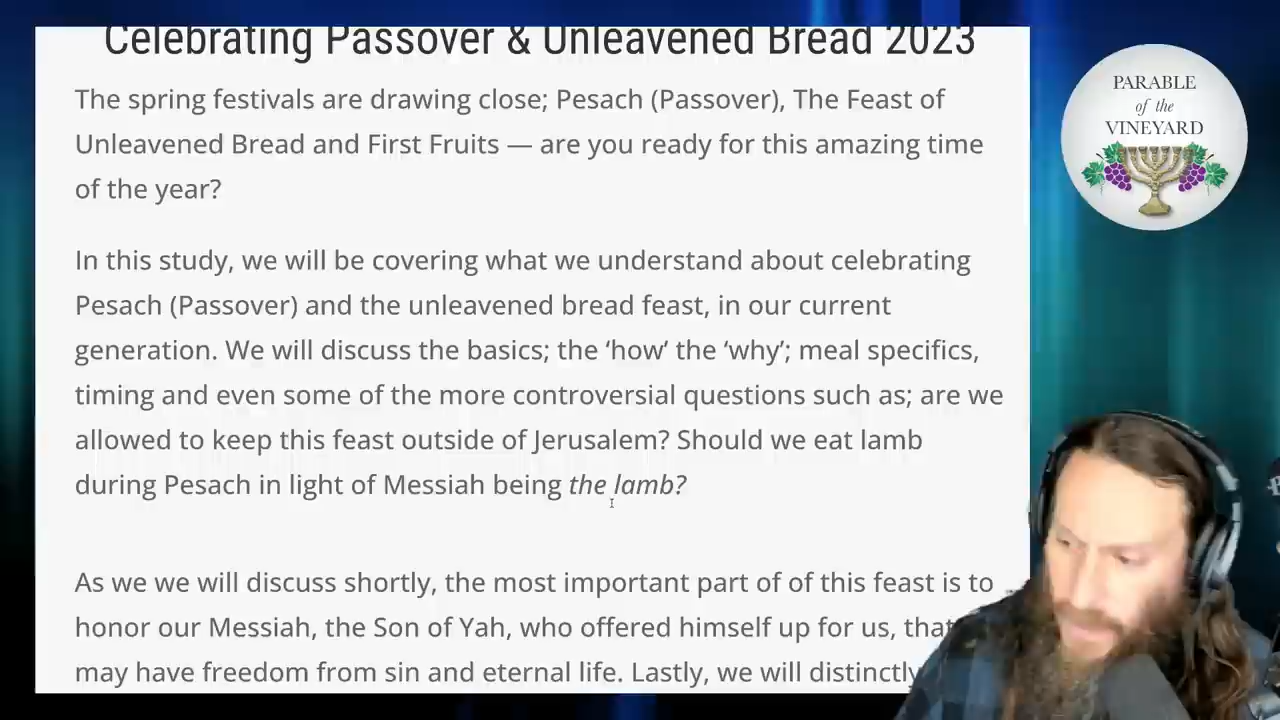 Celebrating Passover & Unleavened Bread 2023
The spring festivals are drawing close; Pesach (Passover), The Feast of
Unleavened Bread and First Fruits — are you ready for this amazing time
of the year?
In this study, we will be covering what we understand about celebrating
Pesach (Passover) and the unleavened bread feast, in our current
generation. We will discuss the basics; the ‘how’ the ‘why’; meal specifics,
timing and even some of the more controversial questions such as; are we
allowed to keep this feast outside of Jerusalem? Should we eat lamb
during Pesach in light of Messiah being the lamb?
As we we will discuss shortly, the most important part of of this feast is to
honor our Messiah, the Son of Yah, who offered himself up for us, that
may have freedom from sin and eternal life. Lastly, we will distinctly
PARABLE
of the
VINEYARD